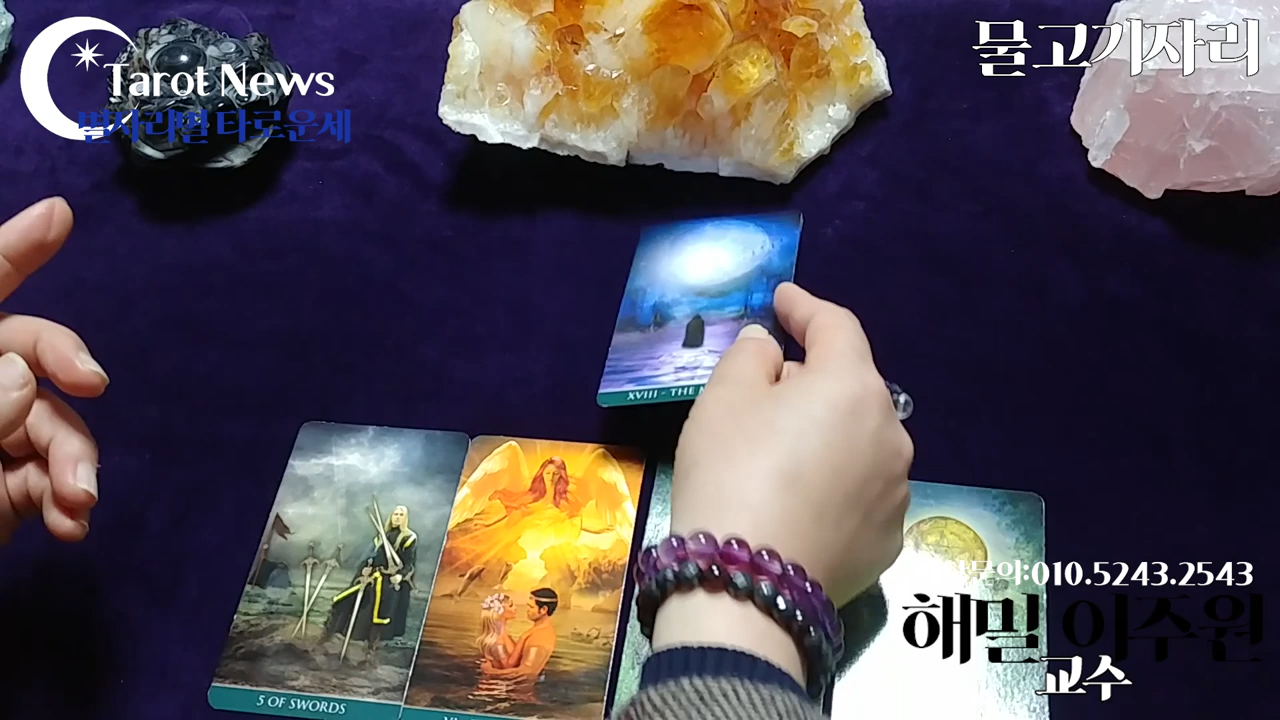 Tarot News
별자리별 타로운세
물고기자리
XVIII - THE
5 OF SWORDS
문의:010.5243.2543
해밀 이주원
교수